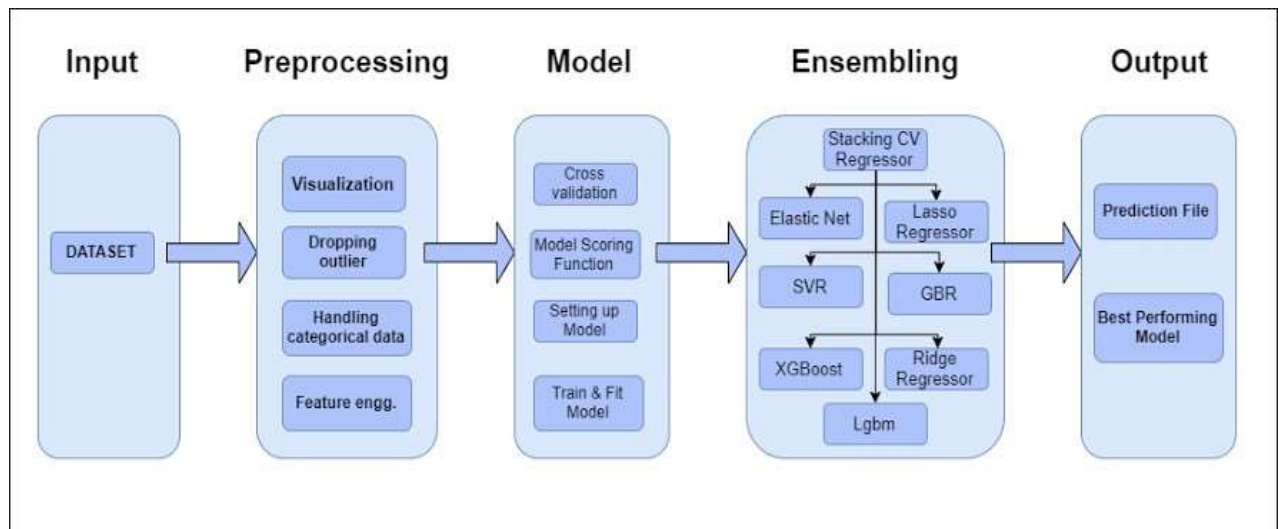 Input
Preprocessing
Model
Ensembling
Output
DATASET
Visualization
Dropping
outlier
Handling
categorical data
Feature engg.
Cross
validation
Model Scoring
Function
Setting up
Model
Train & Fit
Model
Stacking CV
Regressor
Elastic Net
Lasso
Regressor
SVR
GBR
XGBoost
Ridge
Regressor
Lgbm
Prediction File
Best Performing
Model